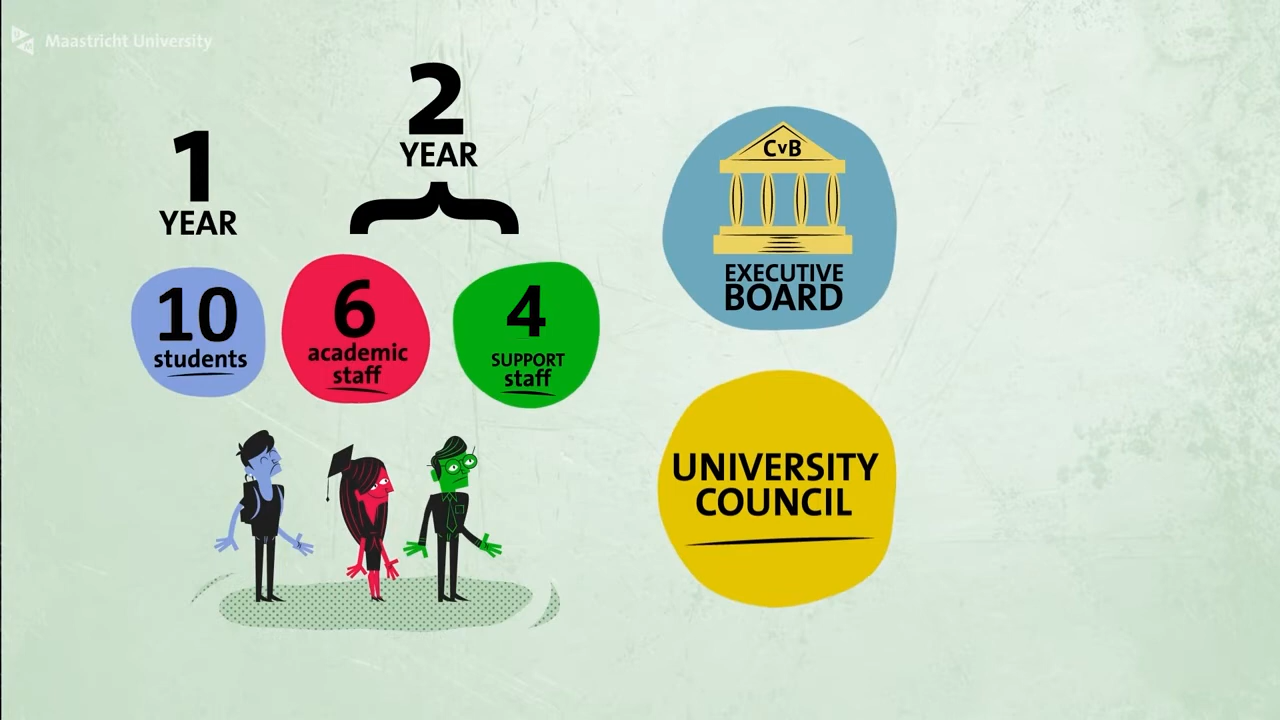 Maastricht University
1
YEAR
2
YEAR
10
students
6
academic
staff
4
SUPPORT
staff
CvB
EXECUTIVE
BOARD
UNIVERSITY
COUNCIL